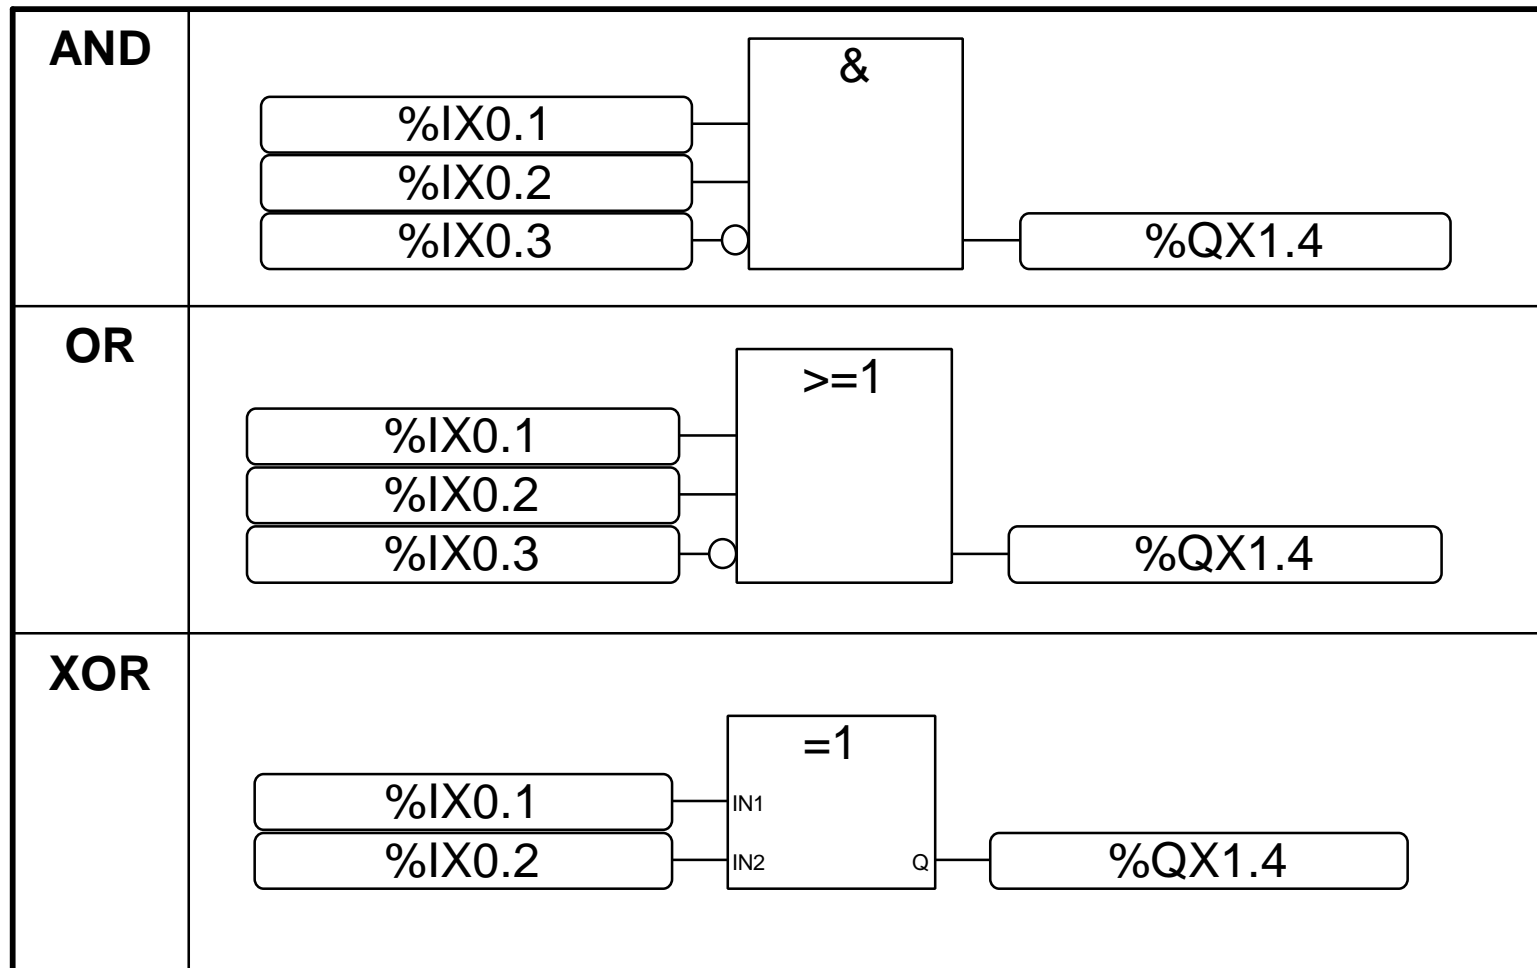 AND
&
%IX0.1
%IX0.2
%IX0.3
%QX1.4
OR
>=1
%IX0.1
%IX0.2
%IX0.3
%QX1.4
XOR
=1
%IX0.1
IN1
%IX0.2
IN2
Q
%QX1.4